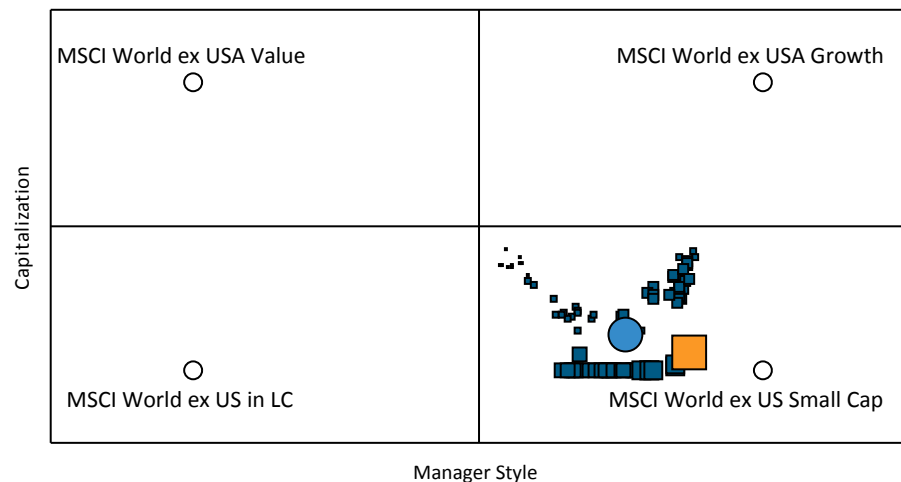 MSCI World ex USA Value
MSCI World ex USA Growth
Capitalization
MSCI World ex US in LC
MSCI World ex US Small Cap
Manager Style